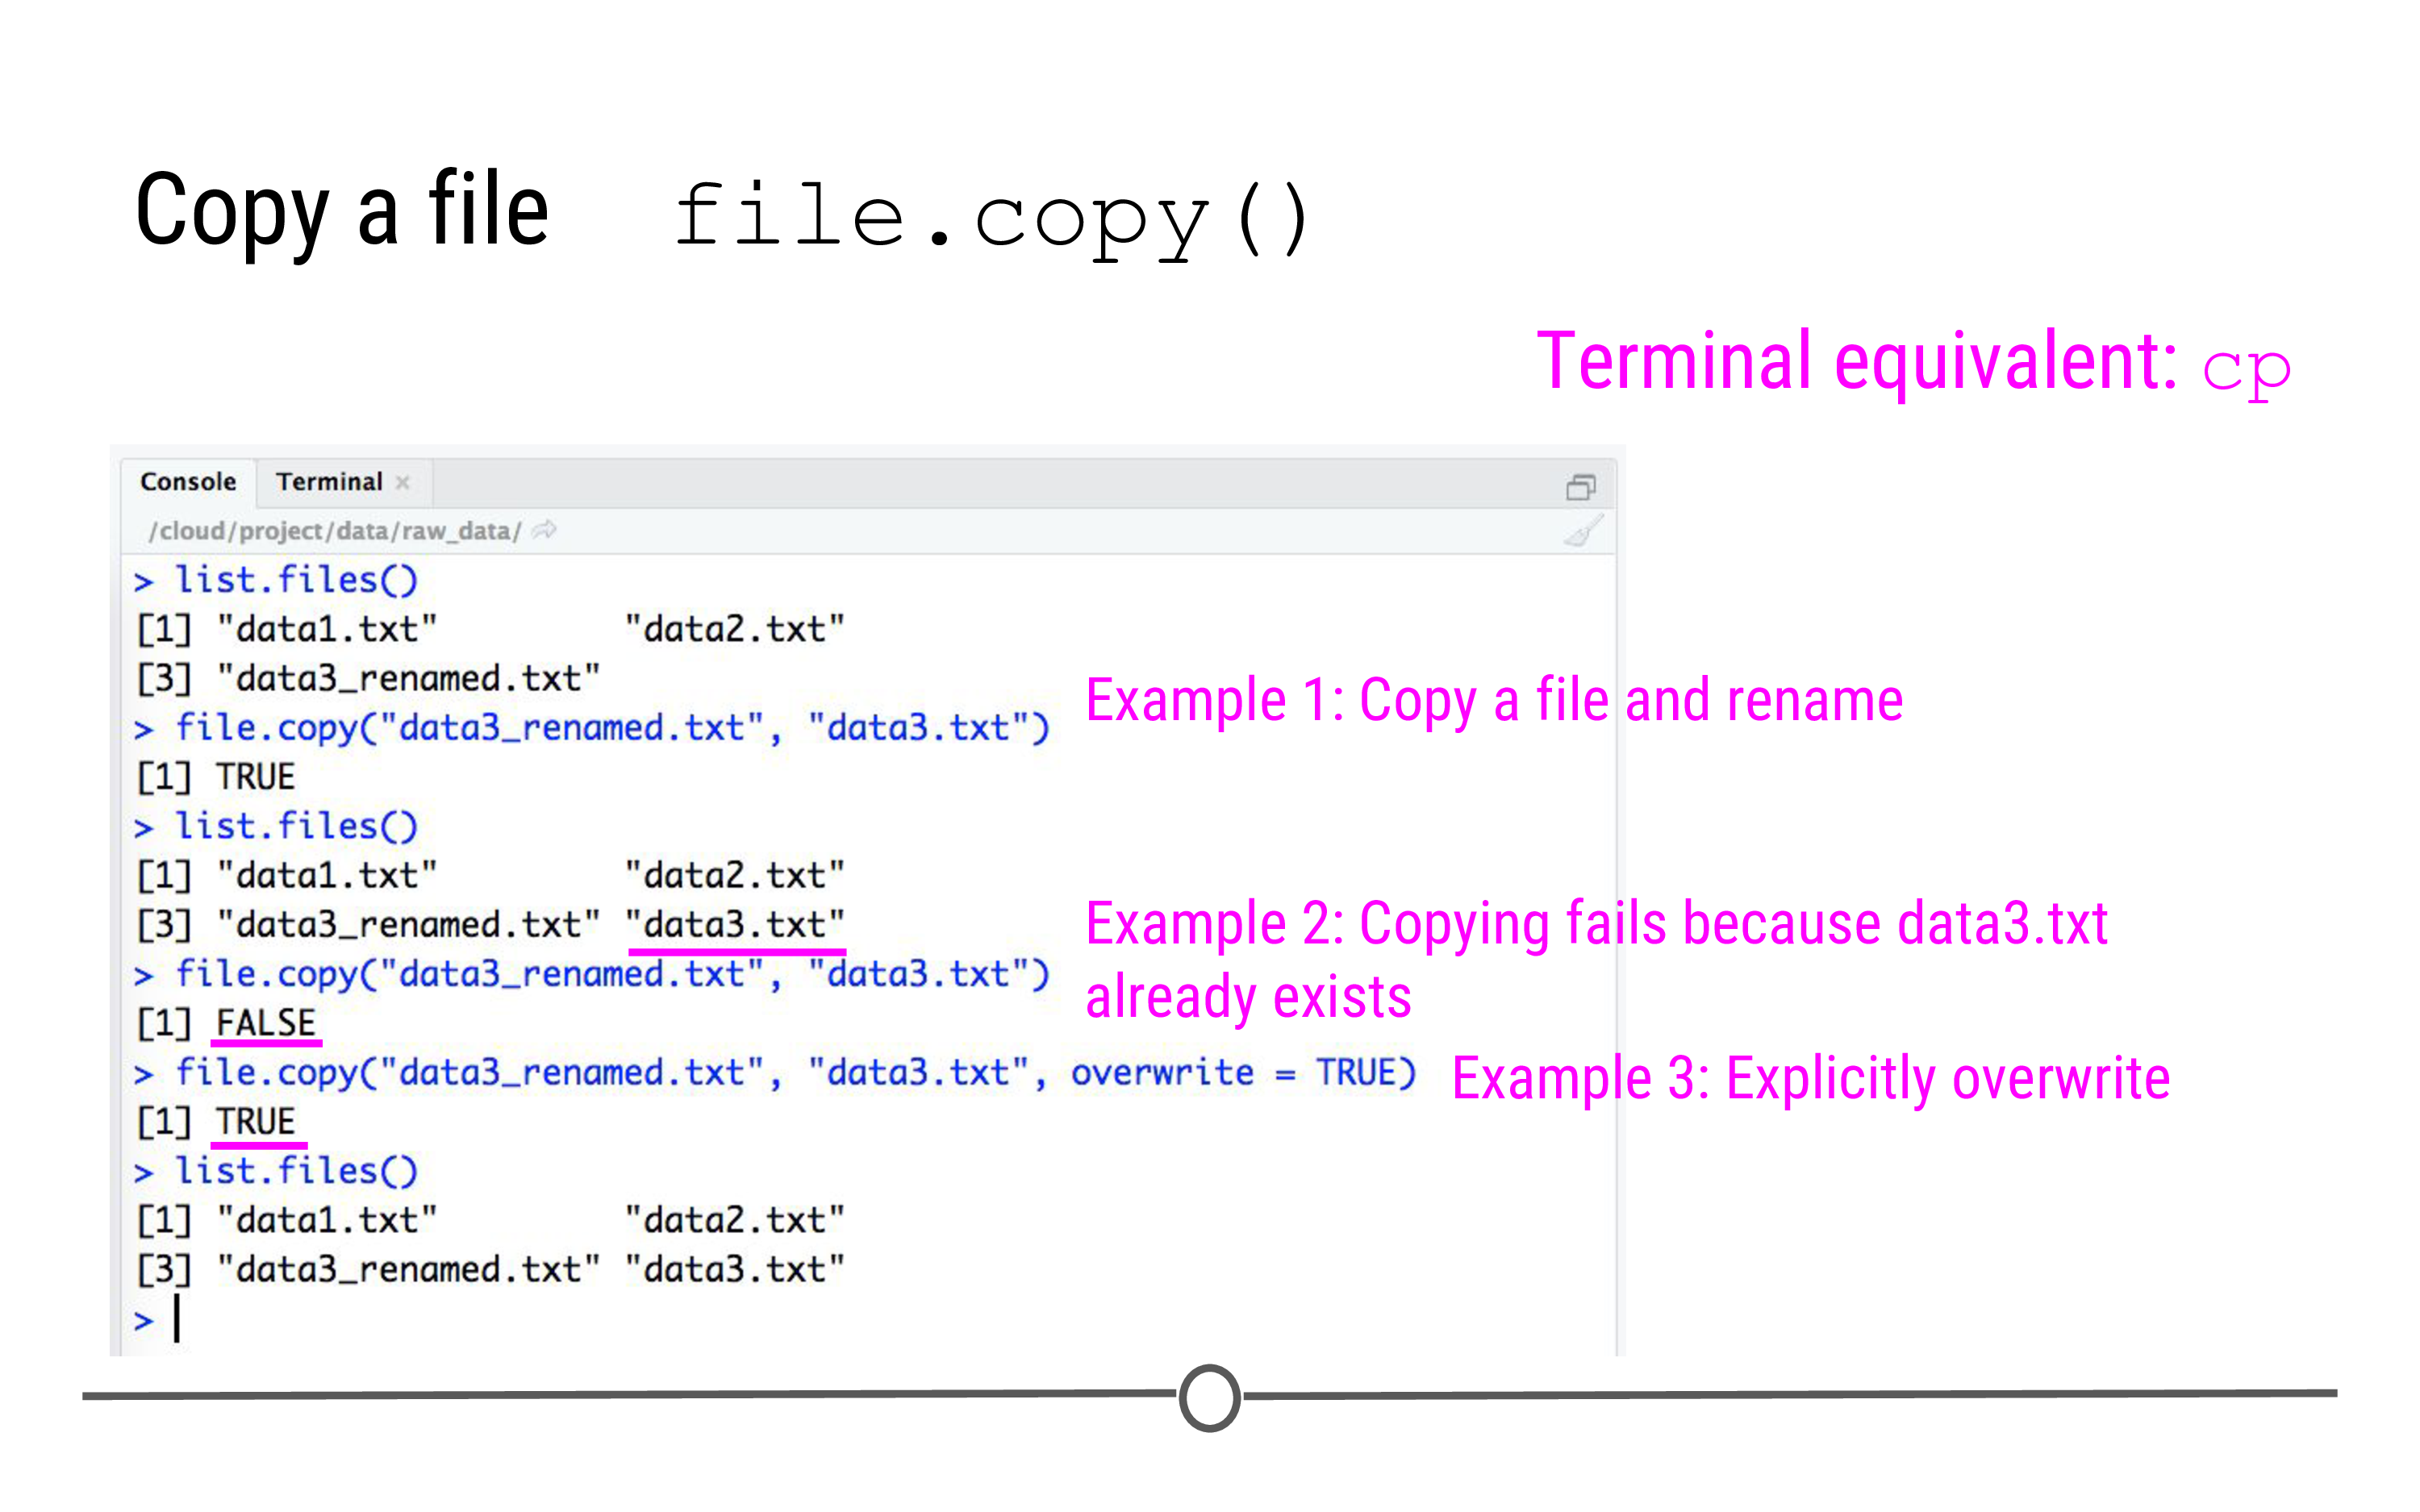 Copy a file file.copy()
Terminal equivalent: cp
Console Terminal ×
/cloud/project/data/raw_data/
> list.files()
[1] "data1.txt" "data2.txt"
[3] "data3_renamed.txt"
> file.copy("data3_renamed.txt", "data3.txt")
Example 1: Copy a file and rename
[1] TRUE
> list.files()
[1] "data1.txt" "data2.txt"
[3] "data3_renamed.txt" "data3.txt"
> file.copy("data3_renamed.txt", "data3.txt")
Example 2: Copying fails because data3.txt
already exists
[1] FALSE
> file.copy("data3_renamed.txt", "data3.txt", overwrite = TRUE)
Example 3: Explicitly overwrite
[1] TRUE
> list.files()
[1] "data1.txt" "data2.txt"
[3] "data3_renamed.txt" "data3.txt"
>